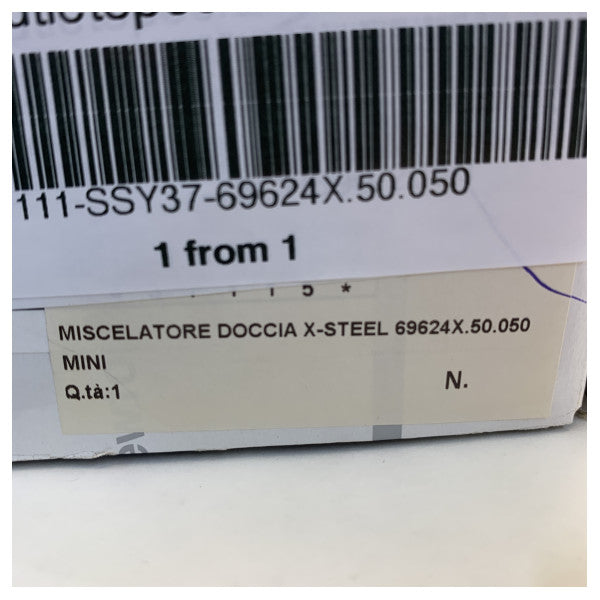 111-SSY37-69624X.50.050
1 from 1
MISCELATORE DOCCIA X-STEEL 69624X.50.050
MINI
Q.tà:1
N.